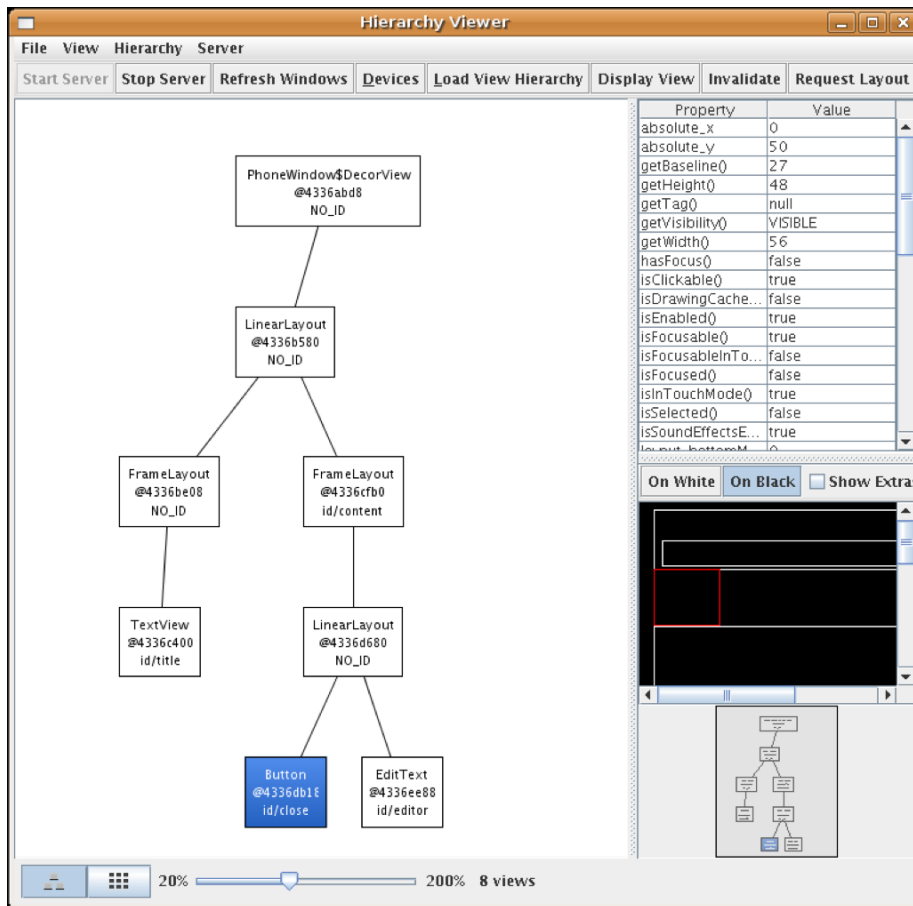 Hierarchy Viewer
File View Hierarchy Server
Start Server Stop Server Refresh Windows Devices Load View Hierarchy Display View Invalidate Request Layout
PhoneWindow$DecorView
@4336abd8
NO_ID
LinearLayout
@4336b580
NO_ID
FrameLayout
@4336be08
NO_ID
FrameLayout
@4336cfb0
id/content
TextView
@4336c400
id/title
LinearLayout
@4336d680
NO_ID
Button
@4336db18
id/close
EditText
@4336ee88
id/editor
Property Value
absolute_x 0
absolute_y 50
getBaseline() 27
getHeight() 48
getTag() null
getVisibility() VISIBLE
getWidth() 56
hasFocus() false
isClickable() true
isDrawingCache... false
isEnabled() true
isFocusable() true
isFocusableInTo... false
isFocused() false
isInTouchMode() true
isSelected() false
isSoundEffectsE... true
On White On Black Show Extras
20% 200% 8 views